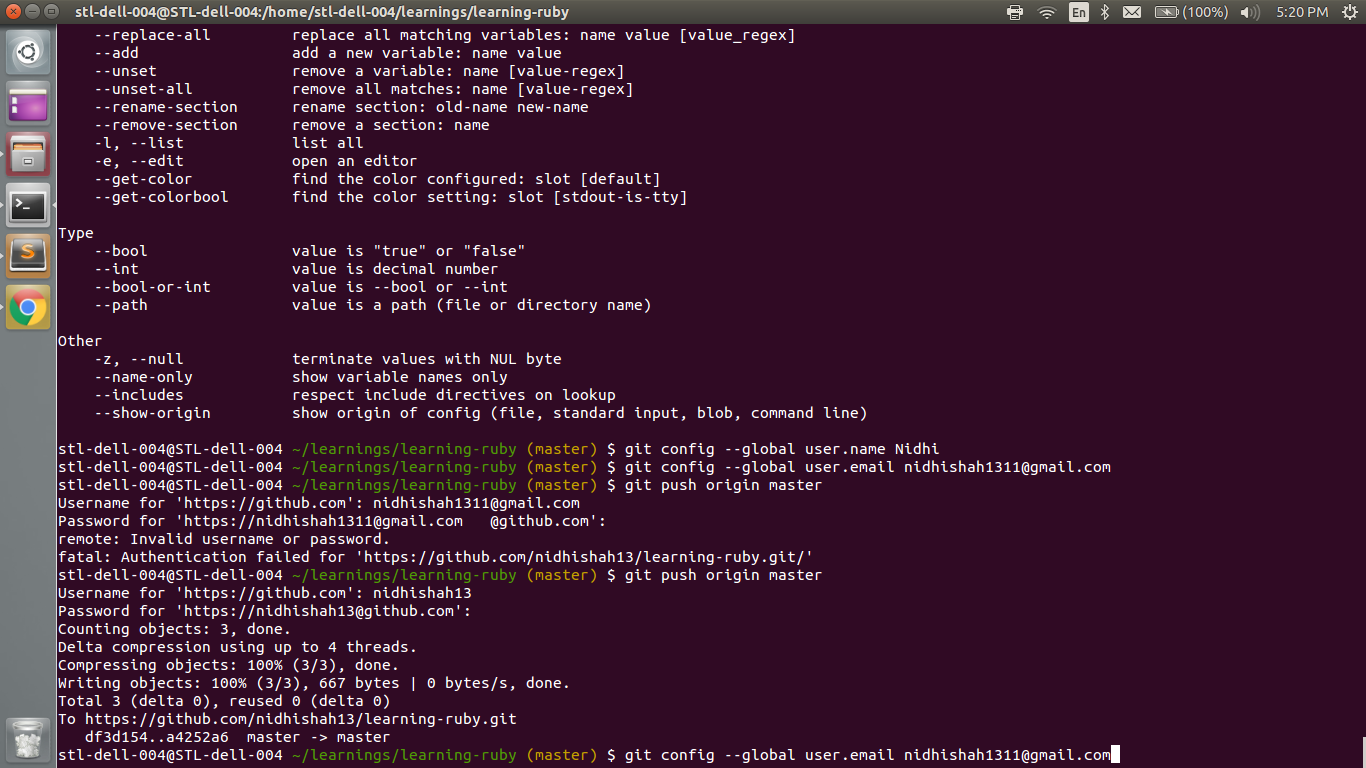 stl-dell-004@STL-dell-004:/home/stl-dell-004/learnings/learning-ruby En (100%) 5:20 PM
--replace-all replace all matching variables: name value [value_regex]
--add add a new variable: name value
--unset remove a variable: name [value-regex]
--unset-all remove all matches: name [value-regex]
--rename-section rename section: old-name new-name
--remove-section remove a section: name
-l, --list list all
-e, --edit open an editor
--get-color find the color configured: slot [default]
--get-colorbool find the color setting: slot [stdout-is-tty]
Type
--bool value is "true" or "false"
--int value is decimal number
--bool-or-int value is --bool or --int
--path value is a path (file or directory name)
Other
-z, --null terminate values with NUL byte
--name-only show variable names only
--includes respect include directives on lookup
--show-origin show origin of config (file, standard input, blob, command line)
stl-dell-004@STL-dell-004 ~/learnings/learning-ruby (master) $ git config --global user.name Nidhi
stl-dell-004@STL-dell-004 ~/learnings/learning-ruby (master) $ git config --global user.email nidhishah1311@gmail.com
stl-dell-004@STL-dell-004 ~/learnings/learning-ruby (master) $ git push origin master
Username for 'https://github.com': nidhishah1311@gmail.com
Password for 'https://nidhishah1311@gmail.com   @github.com':
remote: Invalid username or password.
fatal: Authentication failed for 'https://github.com/nidhishah13/learning-ruby.git/'
stl-dell-004@STL-dell-004 ~/learnings/learning-ruby (master) $ git push origin master
Username for 'https://github.com': nidhishah13
Password for 'https://nidhishah13@github.com':
Counting objects: 3, done.
Delta compression using up to 4 threads.
Compressing objects: 100% (3/3), done.
Writing objects: 100% (3/3), 667 bytes | 0 bytes/s, done.
Total 3 (delta 0), reused 0 (delta 0)
To https://github.com/nidhishah13/learning-ruby.git
df3d154..a4252a6 master -> master
stl-dell-004@STL-dell-004 ~/learnings/learning-ruby (master) $ git config --global user.email nidhishah1311@gmail.com